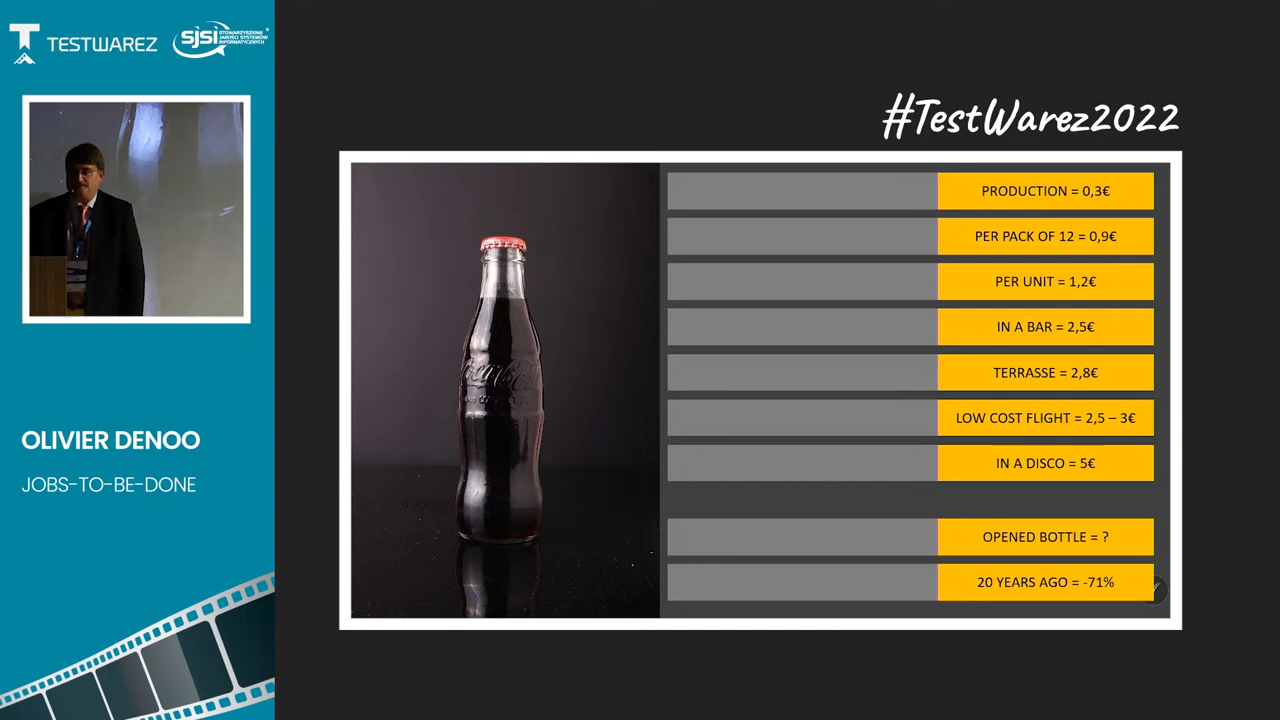 TESTWAREZ
sjsi
STOWARZYSZENIE
JAKOŚCI SYSTEMÓW
INFORMATYCZNYCH
#TestWarez2022
PRODUCTION = 0,3€
PER PACK OF 12 = 0,9€
PER UNIT = 1,2€
IN A BAR = 2,5€
TERRASSE = 2,8€
LOW COST FLIGHT = 2,5 – 3€
IN A DISCO = 5€
OPENED BOTTLE = ?
20 YEARS AGO = -71%
Coca-Cola
OLIVIER DENOO
JOBS-TO-BE-DONE